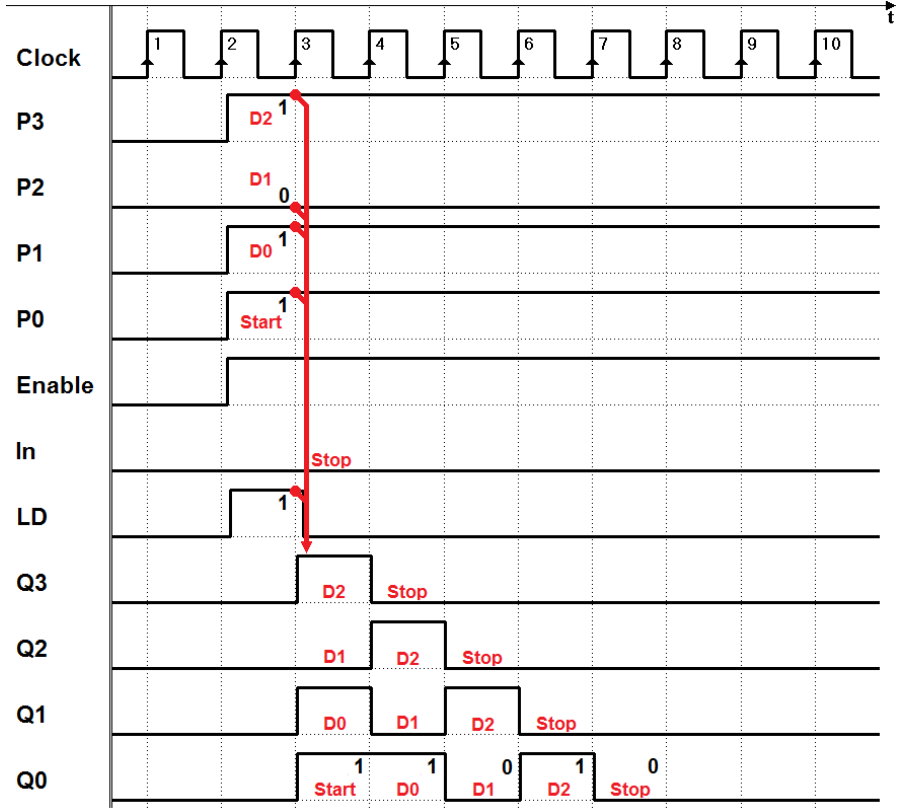 t
Clock 1 2 3 4 5 6 7 8 9 10
P3 D2 1
P2 D1 0
P1 D0 1
P0 Start 1
Enable
In Stop
LD 1
Q3 D2 Stop
Q2 D1 D2 Stop
Q1 D0 D1 D2 Stop
Q0 1 1 0 1 0
Start D0 D1 D2 Stop